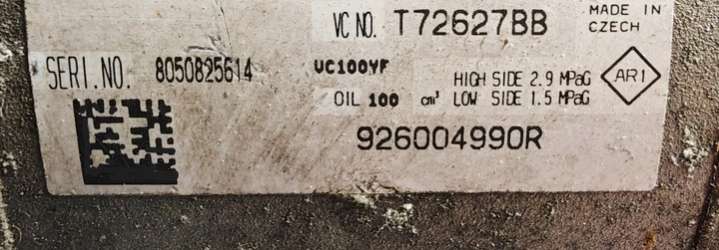 VC NO. T72627BB
MADE IN
CZECH
SERI.NO. 8050825614
VC100YF
HIGH SIDE 2.9 MPaG
OIL 100 cm³ LOW SIDE 1.5 MPaG
AR1
926004990R